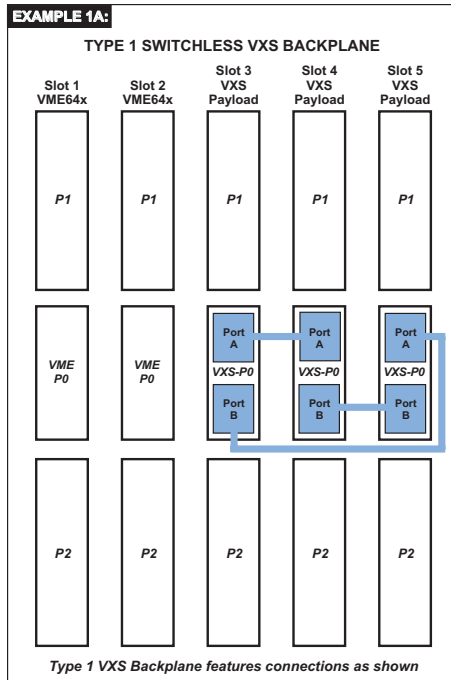 EXAMPLE 1A:
TYPE 1 SWITCHLESS VXS BACKPLANE
Slot 1
VME64x
Slot 2
VME64x
Slot 3
VXS
Payload
Slot 4
VXS
Payload
Slot 5
VXS
Payload
P1
P1
P1
P1
P1
VME
P0
VME
P0
Port
A
VXS-P0
Port
B
Port
A
VXS-P0
Port
B
Port
A
VXS-P0
Port
B
P2
P2
P2
P2
P2
Type 1 VXS Backplane features connections as shown